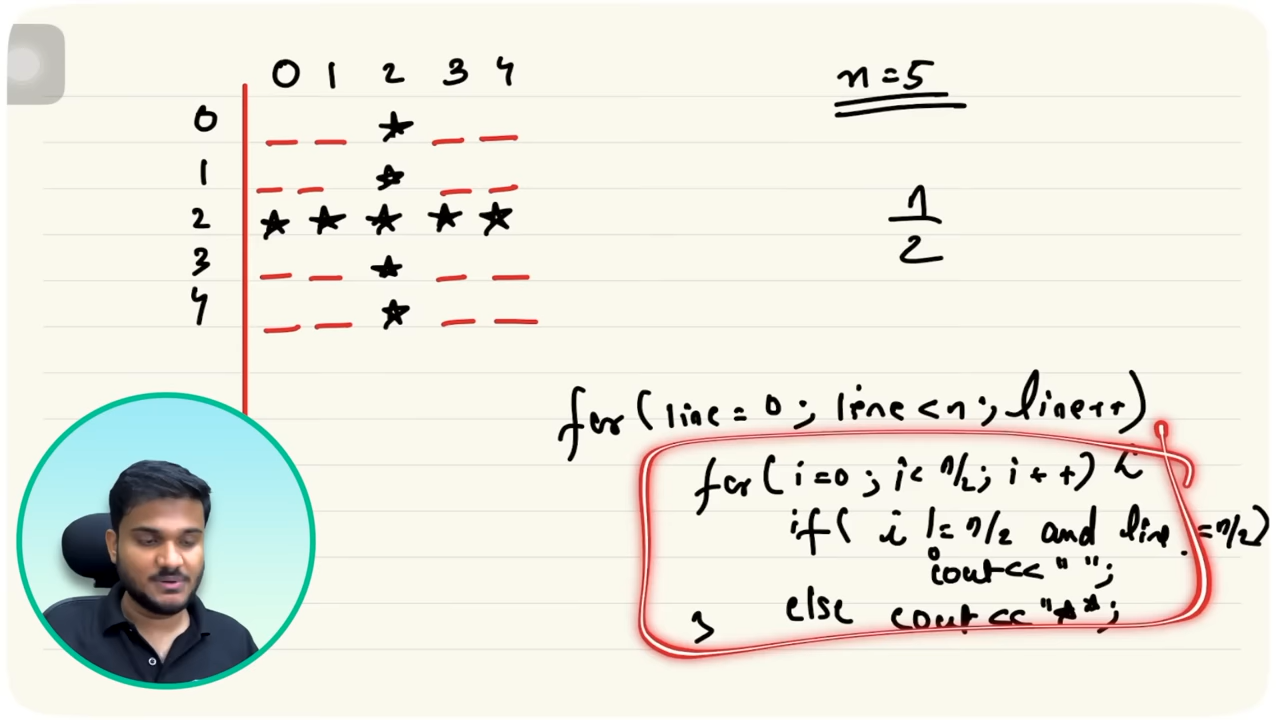 0 1 2 3 4
n=5
0 _ _ ★ _ _
1 _ _ ★ _ _
2 ★ ★ ★ ★ ★
3 _ _ ★ _ _
4 _ _ ★ _ _
n/2
for(line=0; line<n; line++)
for(i=0; i<n/2; i++) {
if( i != n/2 and line != n/2)
cout<<" ";
else cout<<"*";
}